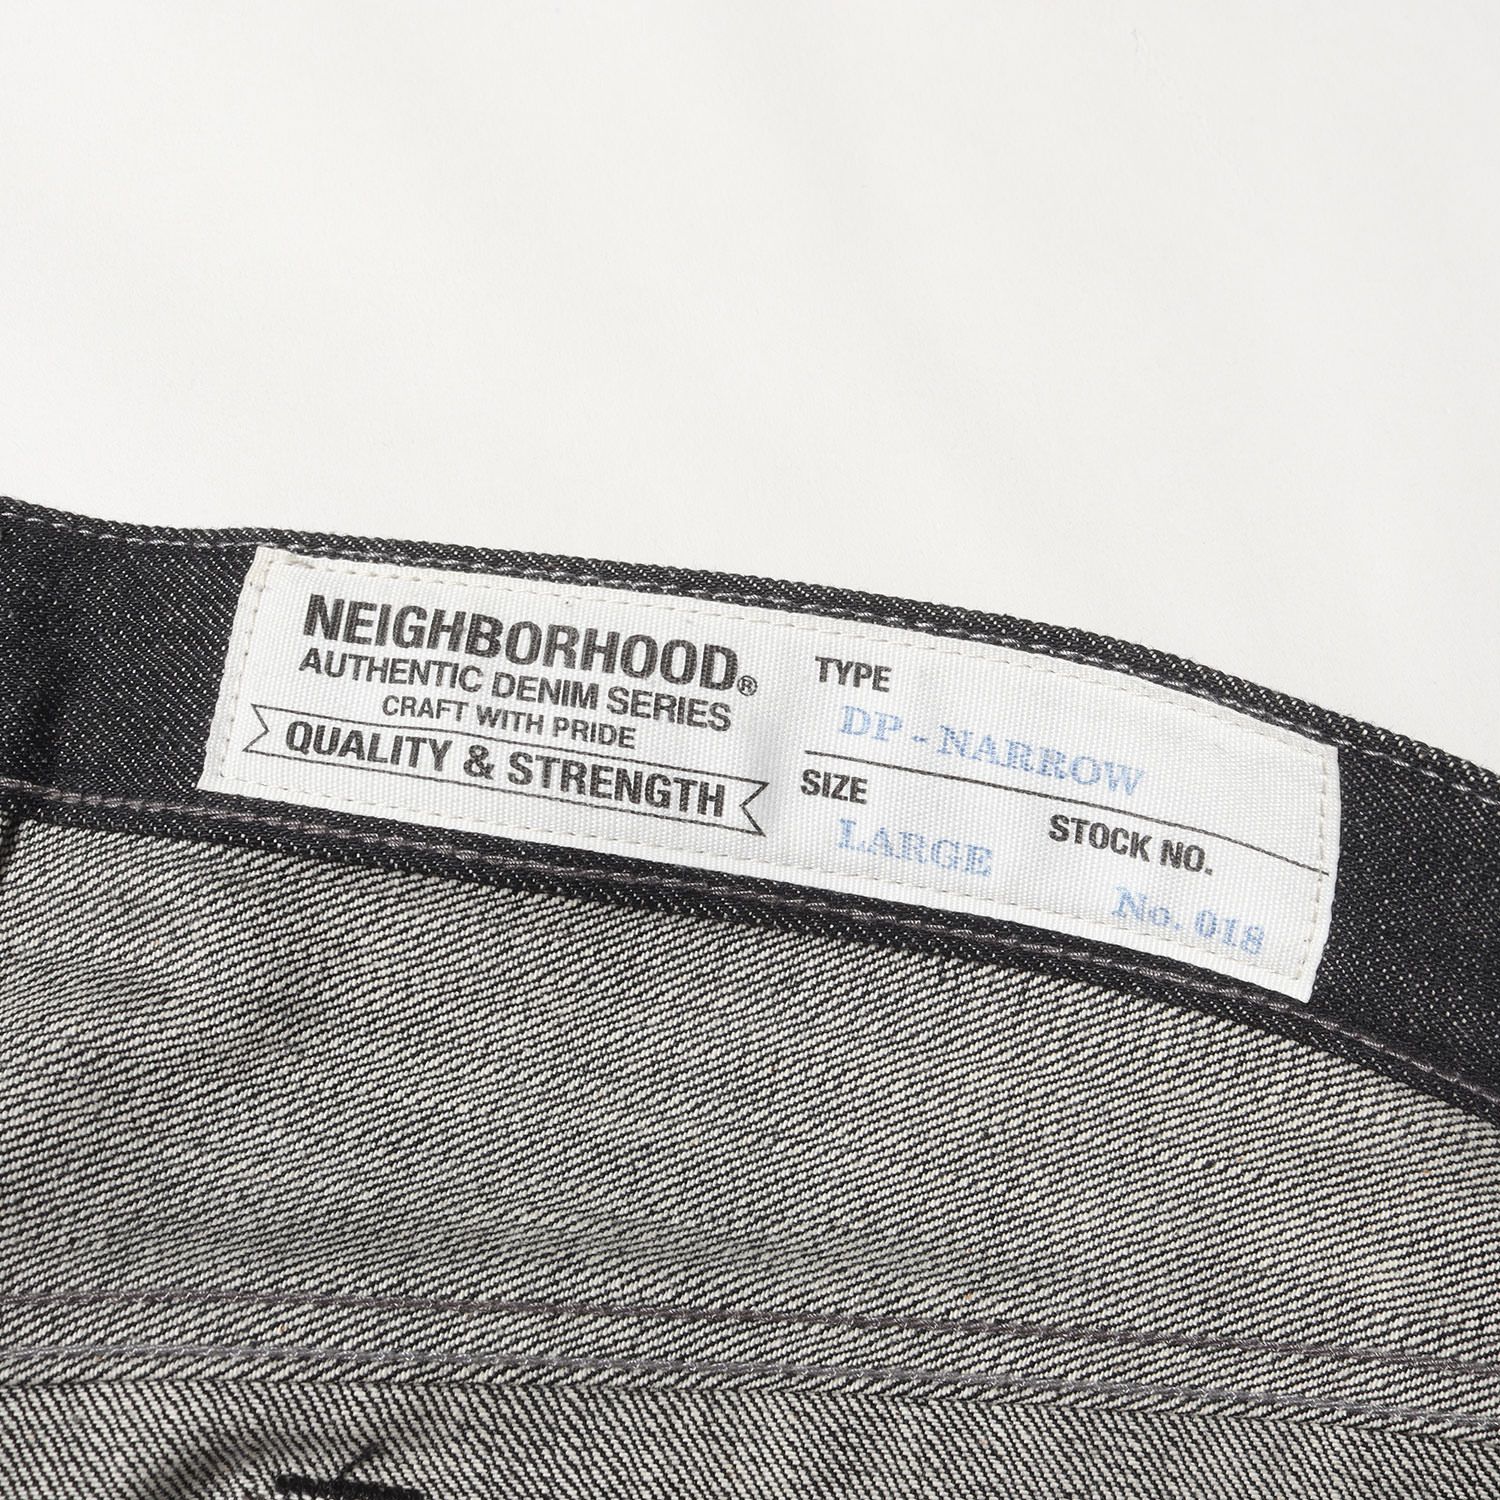 NEIGHBORHOOD®
AUTHENTIC DENIM SERIES
CRAFT WITH PRIDE
QUALITY & STRENGTH
TYPE
DP - NARROW
SIZE
LARGE
STOCK NO.
No. 018